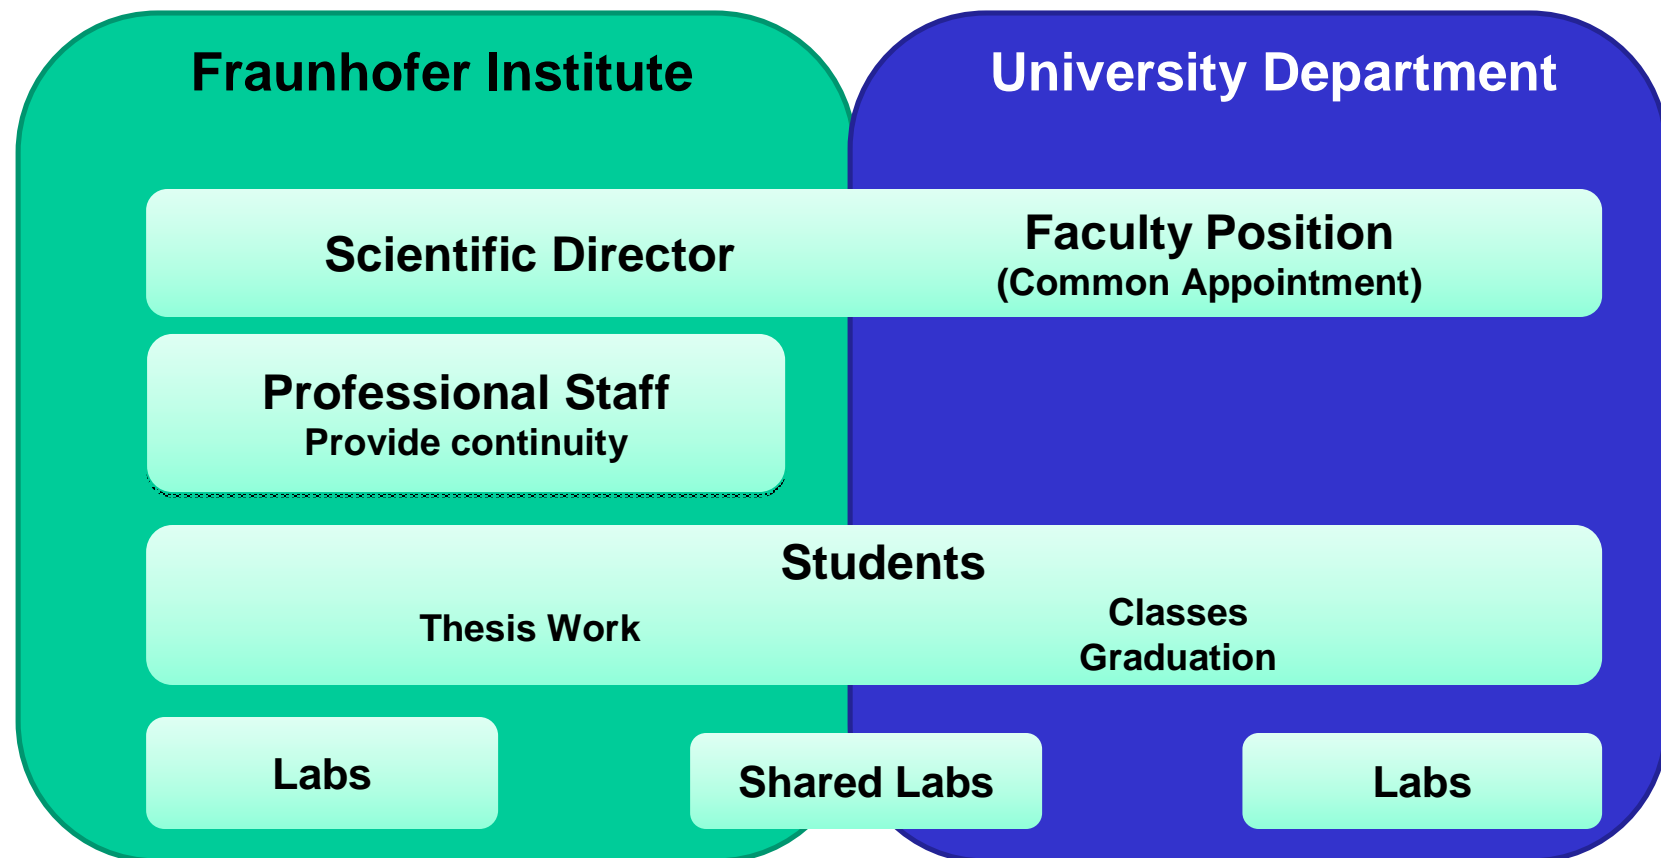 Fraunhofer Institute
University Department
Scientific Director
Faculty Position
(Common Appointment)
Professional Staff
Provide continuity
Students
Thesis Work
Classes
Graduation
Labs
Shared Labs
Labs